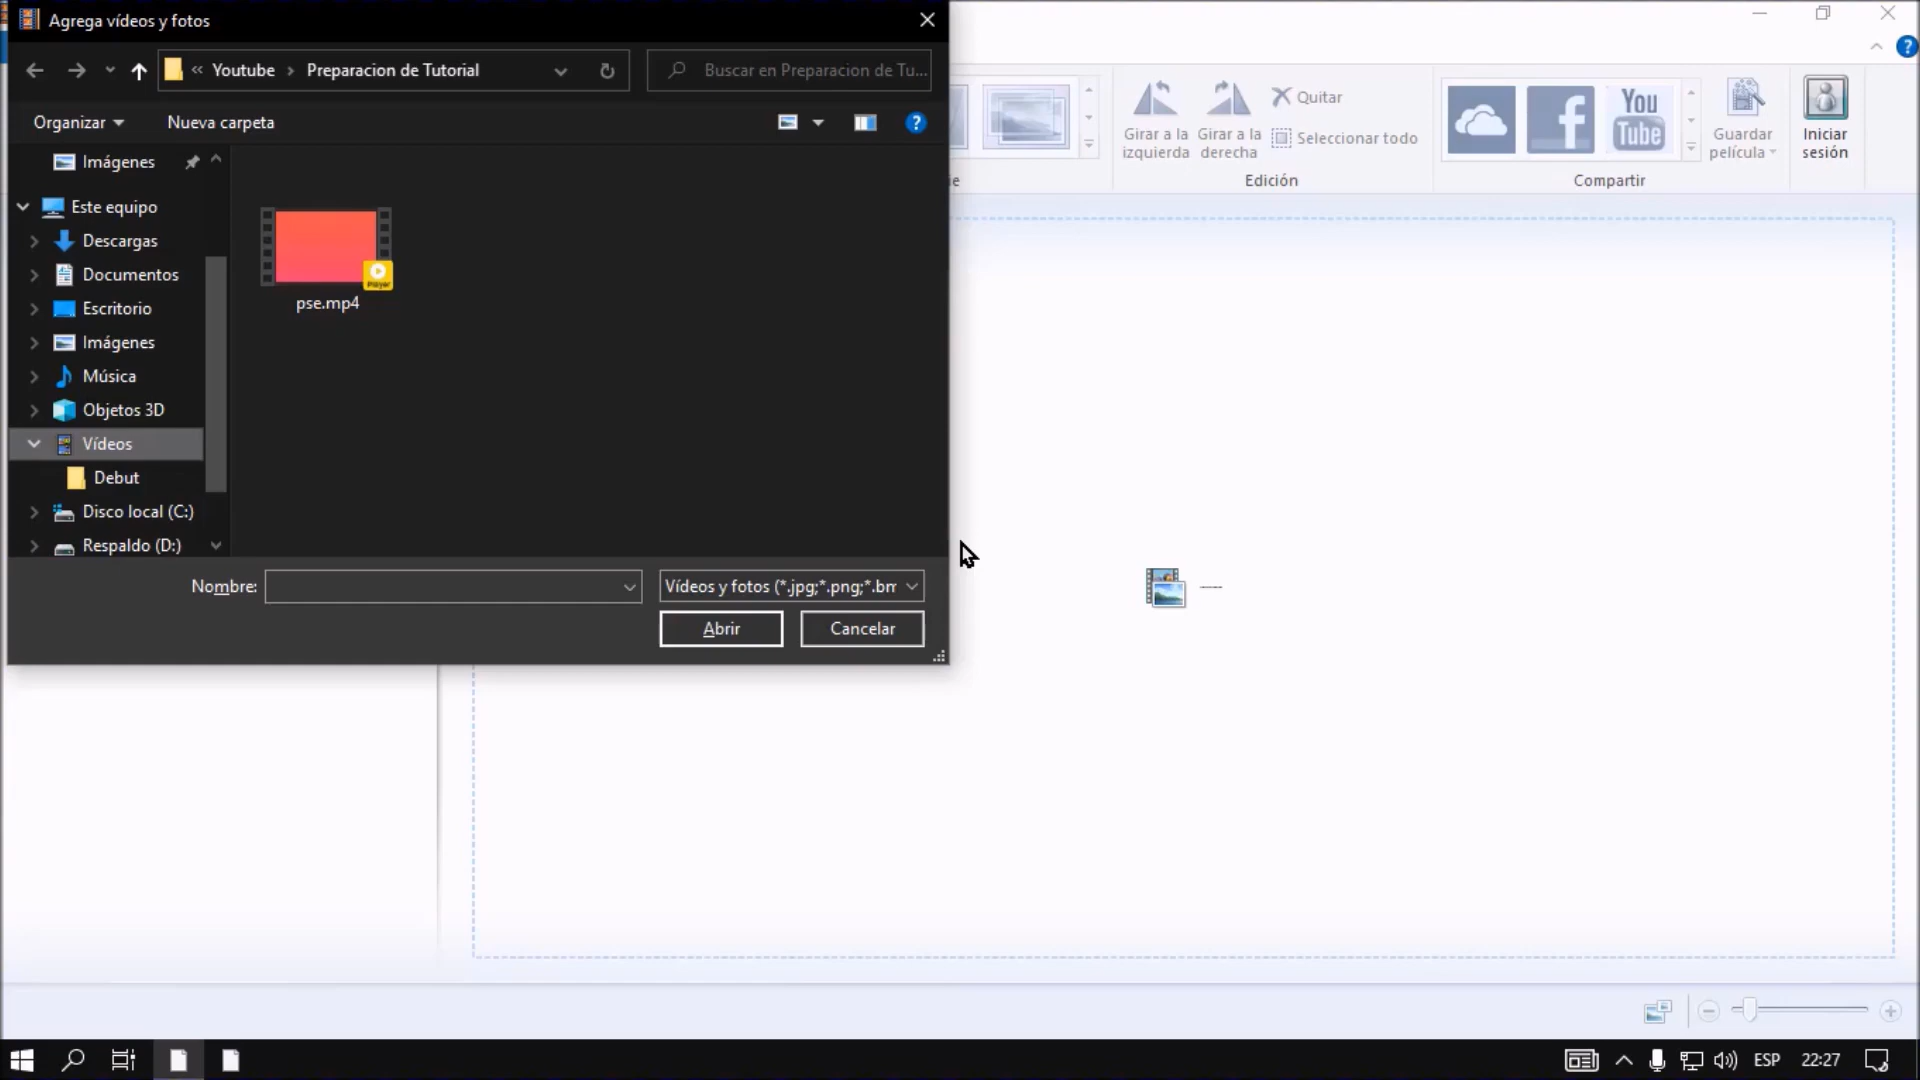 Agrega vídeos y fotos
« Youtube > Preparacion de Tutorial
Buscar en Preparacion de Tu...
Organizar
Nueva carpeta
Imágenes
Este equipo
Descargas
Documentos
Escritorio
Imágenes
Música
Objetos 3D
Vídeos
Debut
Disco local (C:)
Respaldo (D:)
pse.mp4
Player
Nombre:
Vídeos y fotos (*.jpg;*.png;*.bm
Abrir
Cancelar
Girar a la
izquierda
Girar a la
derecha
Quitar
Seleccionar todo
Edición
You
Tube
Compartir
Guardar
película
Iniciar
sesión
ESP
22:27